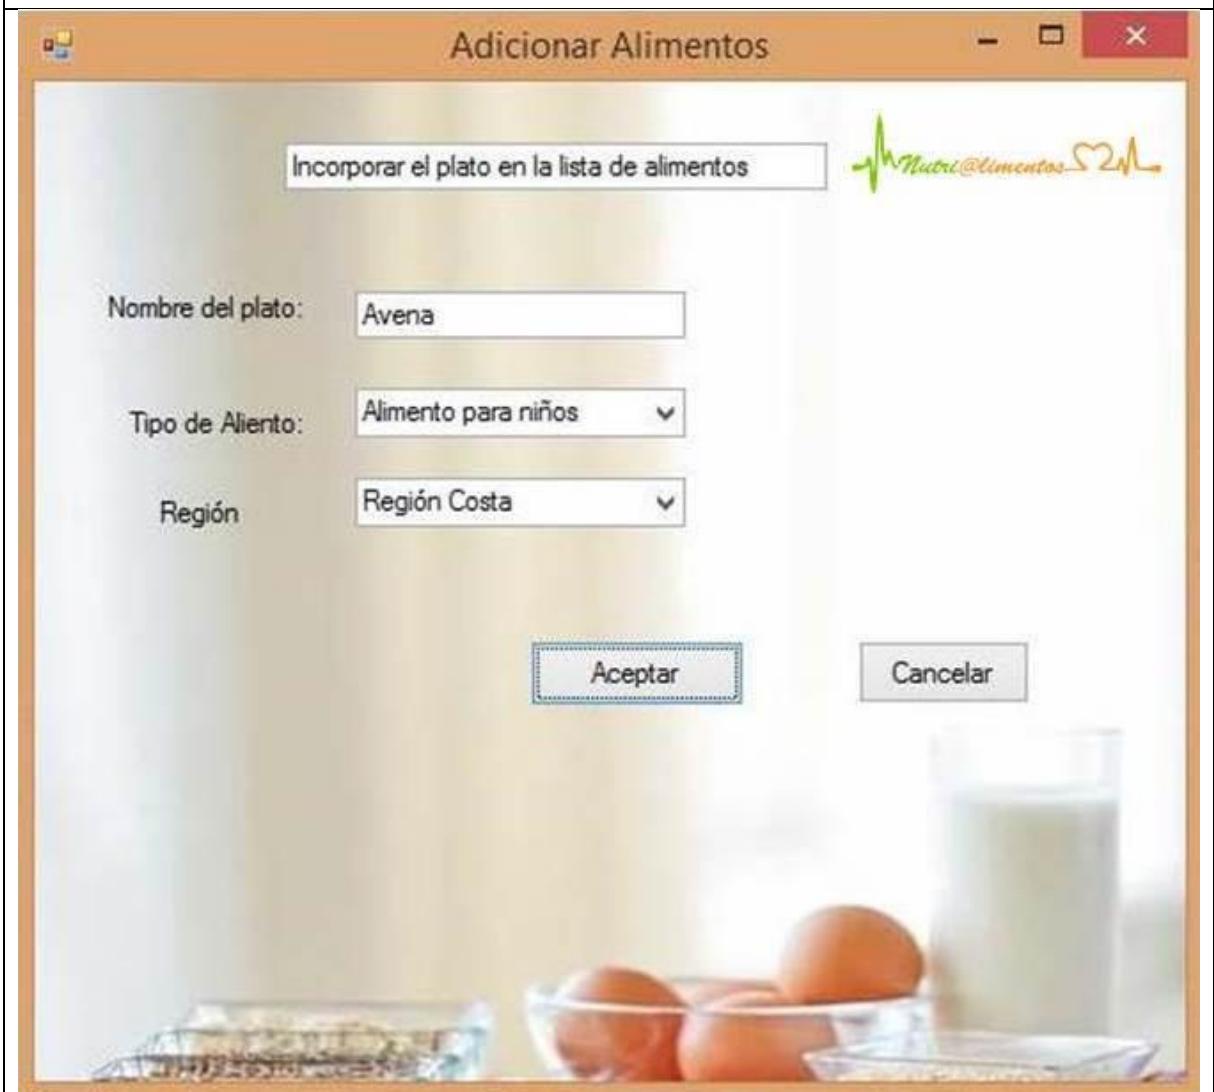 Adicionar Alimentos
Incorporar el plato en la lista de alimentos
Nutri@limentos
Nombre del plato:
Avena
Tipo de Aliento:
Alimento para niños
Región
Región Costa
Aceptar
Cancelar